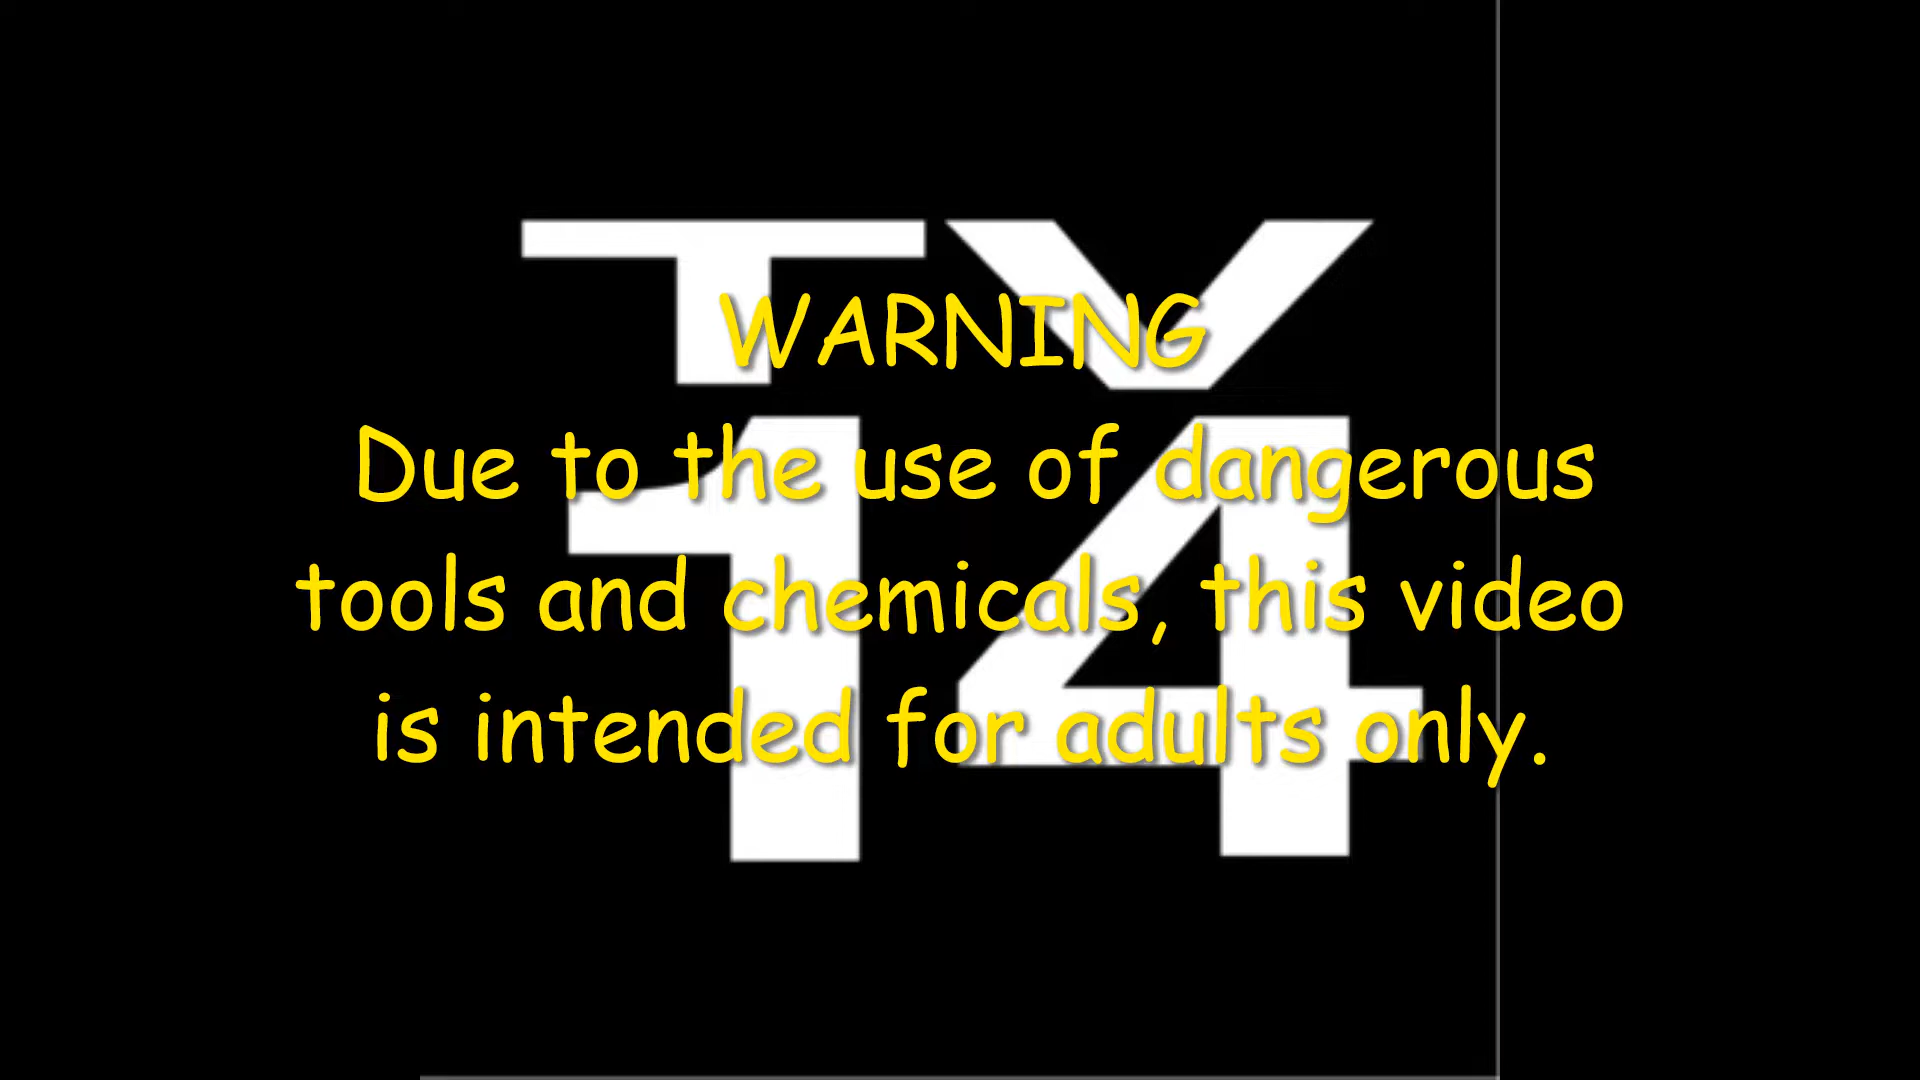 TV
14
WARNING
Due to the use of dangerous
tools and chemicals, this video
is intended for adults only.